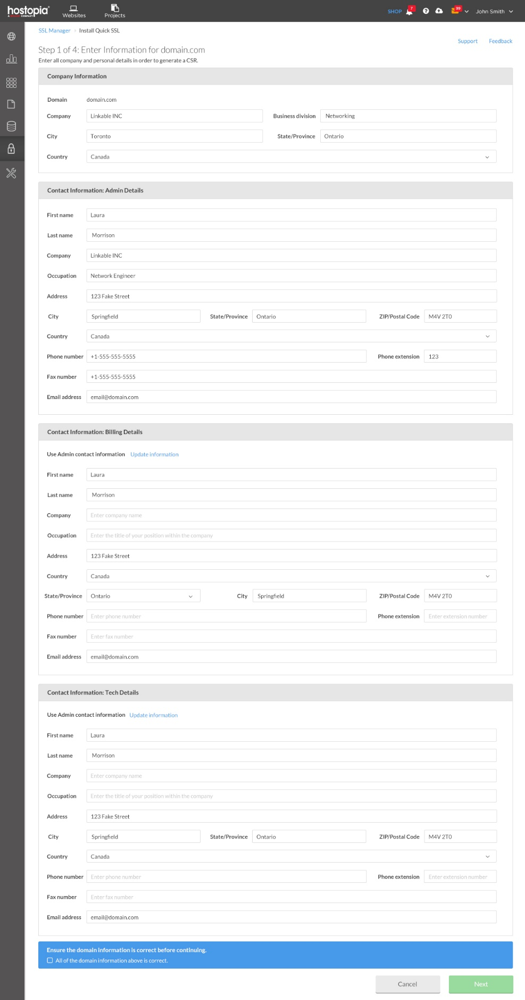 hostopia®
A DELUXE COMPANY
Websites
Projects
SHOP
7
99
John Smith
SSL Manager > Install Quick SSL
Support Feedback
Step 1 of 4: Enter Information for domain.com
Enter all company and personal details in order to generate a CSR.
Company Information
Domain domain.com
Company Linkable INC Business division Networking
City Toronto State/Province Ontario
Country Canada
Contact Information: Admin Details
First name Laura
Last name Morrison
Company Linkable INC
Occupation Network Engineer
Address 123 Fake Street
City Springfield State/Province Ontario ZIP/Postal Code M4V 2T0
Country Canada
Phone number +1-555-555-5555 Phone extension 123
Fax number +1-555-555-5555
Email address email@domain.com
Contact Information: Billing Details
Use Admin contact information Update information
First name Laura
Last name Morrison
Company Enter company name
Occupation Enter the title of your position within the company
Address 123 Fake Street
Country Canada
State/Province Ontario City Springfield ZIP/Postal Code M4V 2T0
Phone number Enter phone number Phone extension Enter extension number
Fax number Enter fax number
Email address email@domain.com
Contact Information: Tech Details
Use Admin contact information Update information
First name Laura
Last name Morrison
Company Enter company name
Occupation Enter the title of your position within the company
Address 123 Fake Street
City Springfield State/Province Ontario ZIP/Postal Code M4V 2T0
Country Canada
Phone number Enter phone number Phone extension Enter extension number
Fax number Enter fax number
Email address email@domain.com
Ensure the domain information is correct before continuing.
All of the domain information above is correct.
Cancel Next